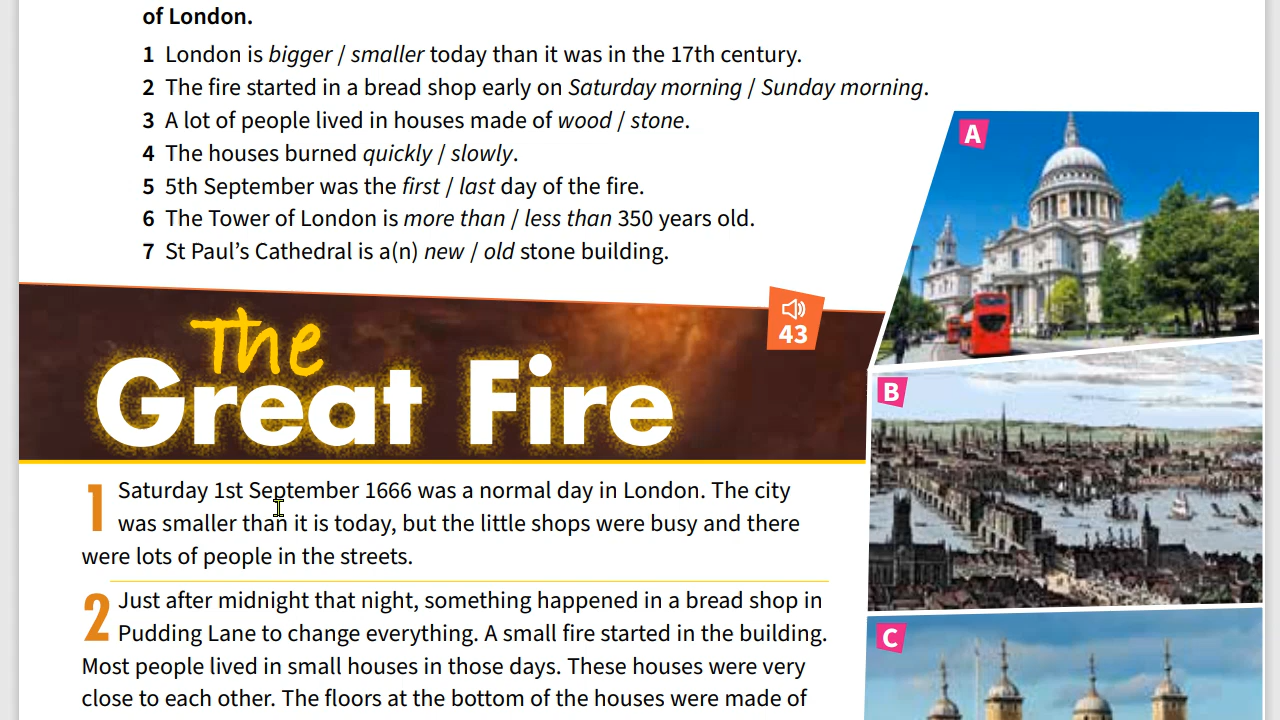 of London.
1 London is bigger / smaller today than it was in the 17th century.
2 The fire started in a bread shop early on Saturday morning / Sunday morning.
3 A lot of people lived in houses made of wood / stone.
4 The houses burned quickly / slowly.
5 5th September was the first / last day of the fire.
6 The Tower of London is more than / less than 350 years old.
7 St Paul’s Cathedral is a(n) new / old stone building.
A
43
The
Great Fire
B
1 Saturday 1st September 1666 was a normal day in London. The city
was smaller than it is today, but the little shops were busy and there
were lots of people in the streets.
2 Just after midnight that night, something happened in a bread shop in
Pudding Lane to change everything. A small fire started in the building.
Most people lived in small houses in those days. These houses were very
close to each other. The floors at the bottom of the houses were made of
C